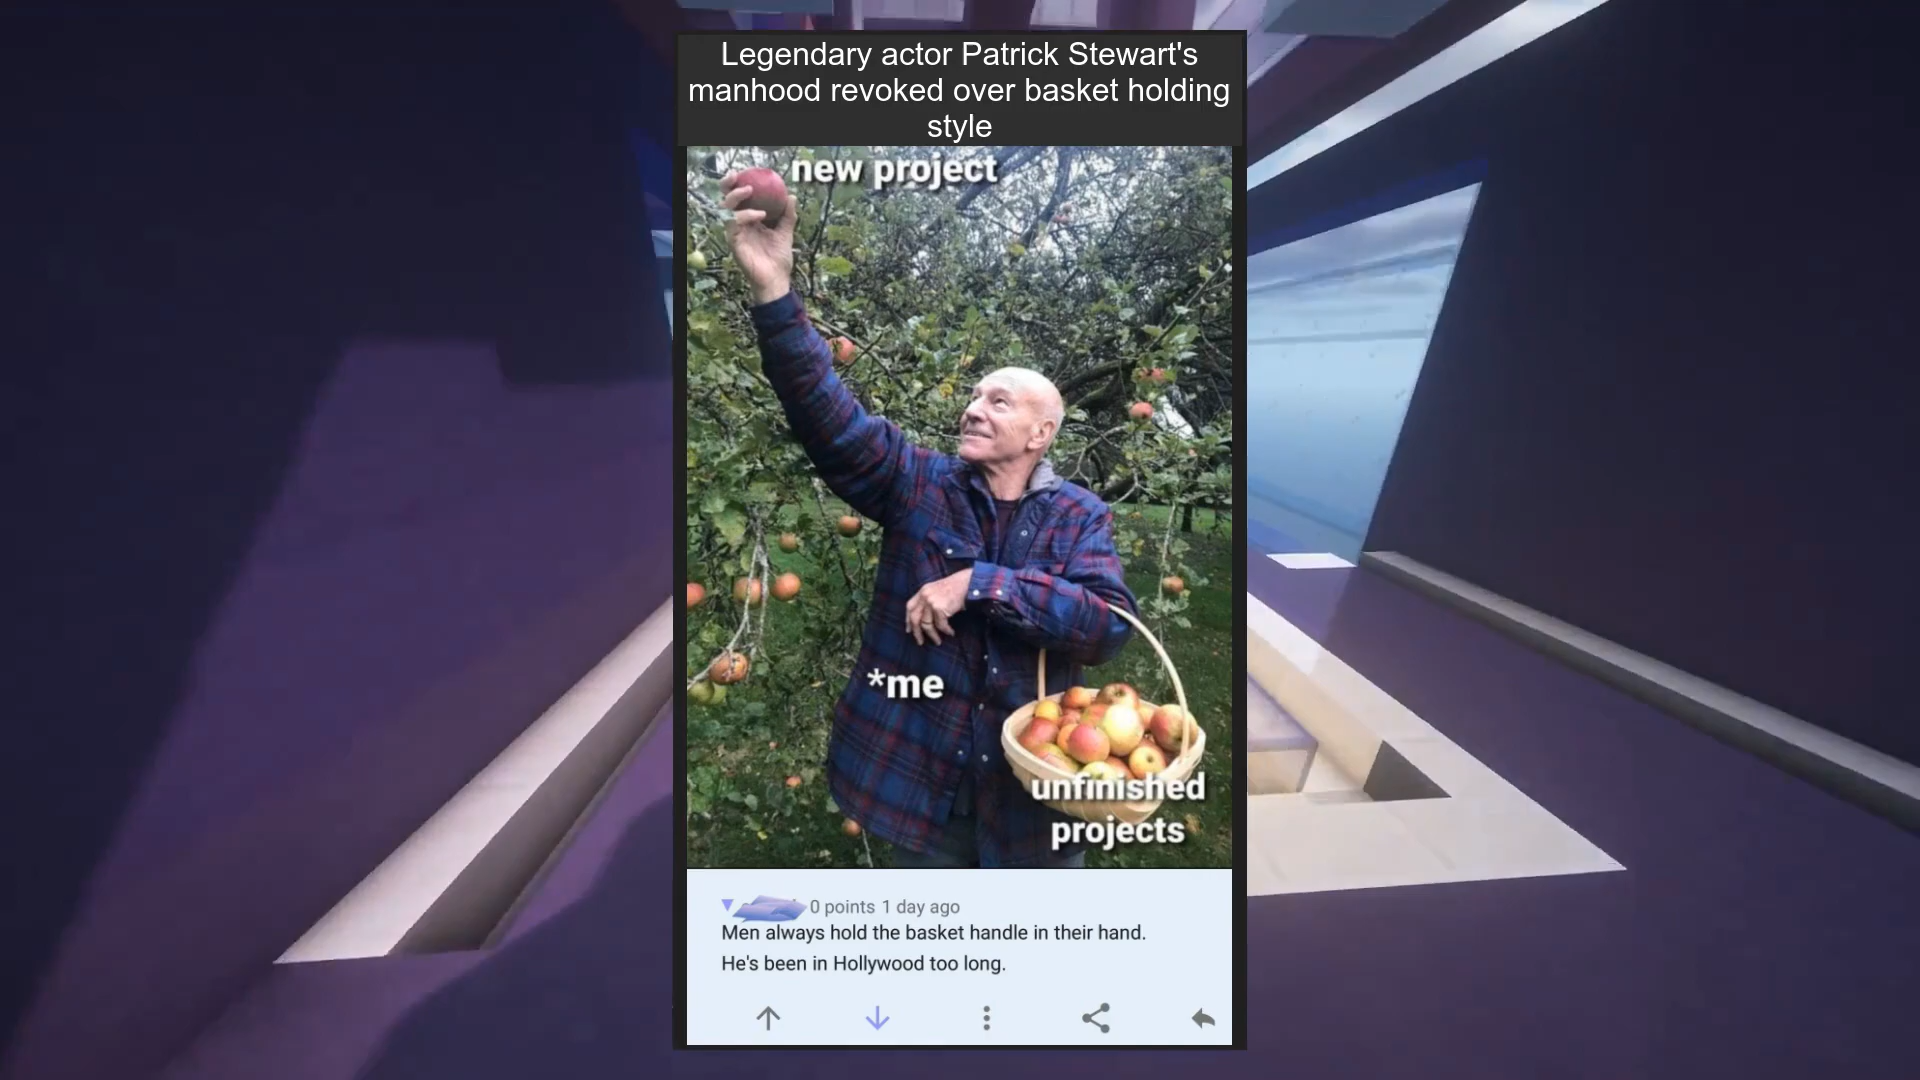 Legendary actor Patrick Stewart's
manhood revoked over basket holding
style
new project
*me
unfinished
projects
0 points 1 day ago
Men always hold the basket handle in their hand.
He's been in Hollywood too long.